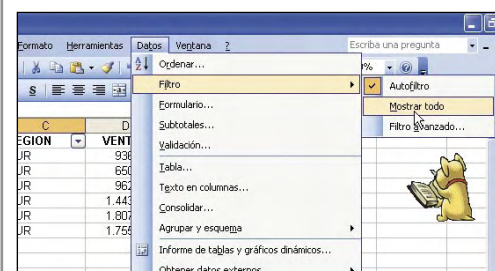 Formato Herramientas Datos Ventana ? Escriba una pregunta
Ordenar...
Filtro
Autofiltro
Formulario...
Mostrar todo
Subtotales...
Filtro avanzado...
Validación...
Tabla...
Texto en columnas...
Consolidar...
Agrupar y esquema
Informe de tablas y gráficos dinámicos...
Obtener datos externos
S
C D
EGION VENT
UR 936
UR 650
UR 962
UR 1.443
UR 1.807
UR 1.755